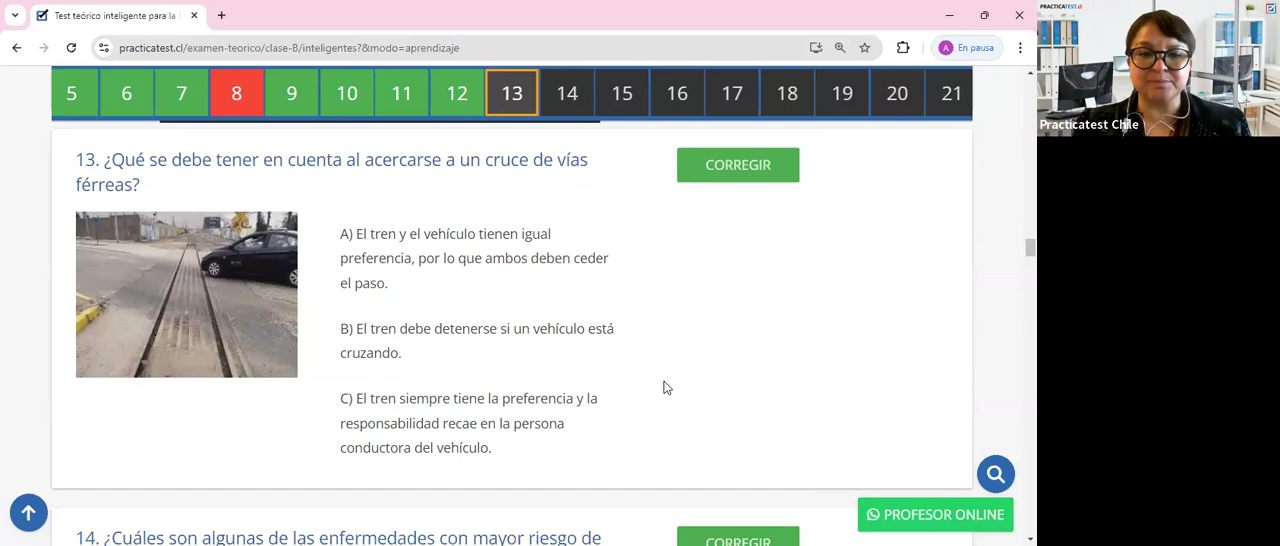 Test teórico inteligente para la
practicatest.cl/examen-teorico/clase-B/inteligentes?&modo=aprendizaje
A
En pausa
PRACTICATEST.cl
Practicatest Chile
5 6 7 8 9 10 11 12 13 14 15 16 17 18 19 20 21
13. ¿Qué se debe tener en cuenta al acercarse a un cruce de vías
férreas?
CORREGIR
A) El tren y el vehículo tienen igual
preferencia, por lo que ambos deben ceder
el paso.
B) El tren debe detenerse si un vehículo está
cruzando.
C) El tren siempre tiene la preferencia y la
responsabilidad recae en la persona
conductora del vehículo.
PROFESOR ONLINE
14. ¿Cuáles son algunas de las enfermedades con mayor riesgo de
CORREGIR